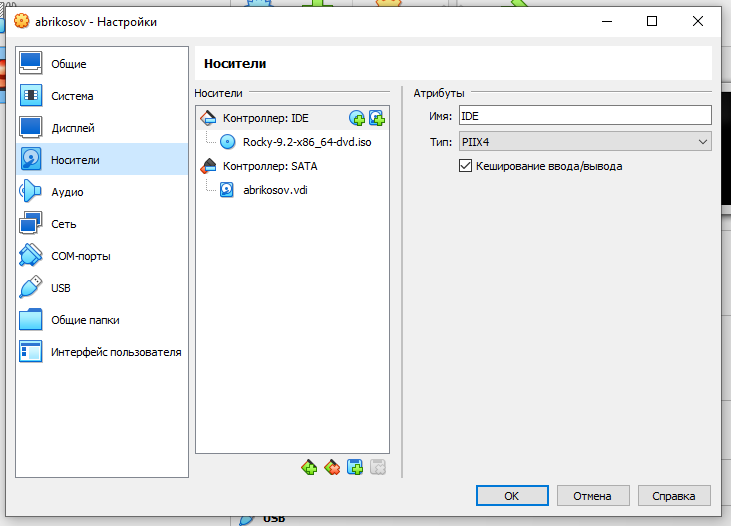 abrikosov - Настройки
Общие
Система
Дисплей
Носители
Аудио
Сеть
COM-порты
USB
Общие папки
Интерфейс пользователя
Носители
Носители
Контроллер: IDE
Rocky-9.2-x86_64-dvd.iso
Контроллер: SATA
abrikosov.vdi
Атрибуты
Имя: IDE
Тип: PIIX4
Кеширование ввода/вывода
OK
Отмена
Справка
USB